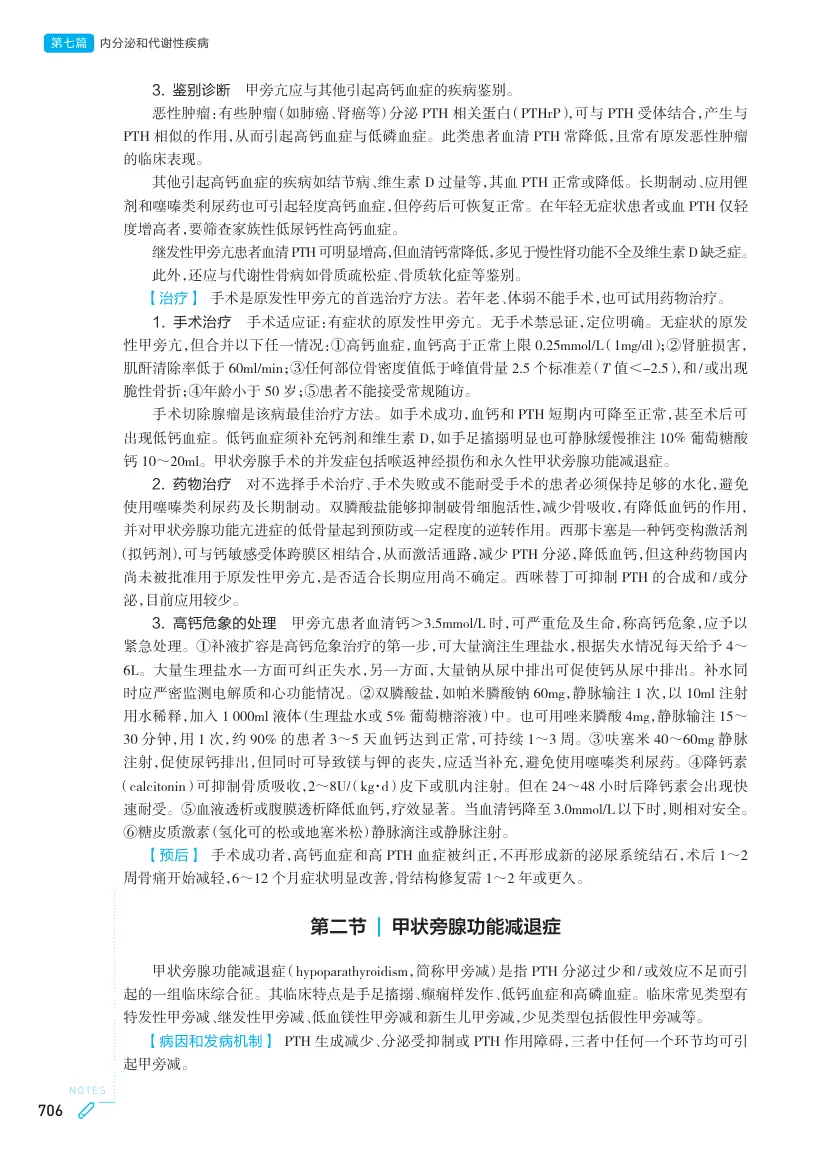 第七篇 内分泌和代谢性疾病
3. 鉴别诊断 甲旁亢应与其他引起高钙血症的疾病鉴别。
恶性肿瘤：有些肿瘤（如肺癌、肾癌等）分泌 PTH 相关蛋白（PTHrP），可与 PTH 受体结合，产生与
PTH 相似的作用，从而引起高钙血症与低磷血症。此类患者血清 PTH 常降低，且常有原发恶性肿瘤
的临床表现。
其他引起高钙血症的疾病如结节病、维生素 D 过量等，其血 PTH 正常或降低。长期制动、应用锂
剂和噻嗪类利尿药也可引起轻度高钙血症，但停药后可恢复正常。在年轻无症状患者或血 PTH 仅轻
度增高者，要筛查家族性低尿钙性高钙血症。
继发性甲旁亢患者血清 PTH 可明显增高，但血清钙常降低，多见于慢性肾功能不全及维生素 D 缺乏症。
此外，还应与代谢性骨病如骨质疏松症、骨质软化症等鉴别。
【治疗】 手术是原发性甲旁亢的首选治疗方法。若年老、体弱不能手术，也可试用药物治疗。
1. 手术治疗 手术适应证：有症状的原发性甲旁亢。无手术禁忌证，定位明确。无症状的原发
性甲旁亢，但合并以下任一情况：①高钙血症，血钙高于正常上限 0.25mmol/L（1mg/dl）；②肾脏损害，
肌酐清除率低于 60ml/min；③任何部位骨密度值低于峰值骨量 2.5 个标准差（T 值＜-2.5），和/或出现
脆性骨折；④年龄小于 50 岁；⑤患者不能接受常规随访。
手术切除腺瘤是该病最佳治疗方法。如手术成功，血钙和 PTH 短期内可降至正常，甚至术后可
出现低钙血症。低钙血症须补充钙剂和维生素 D，如手足搐搦明显也可静脉缓慢推注 10% 葡萄糖酸
钙 10～20ml。甲状旁腺手术的并发症包括喉返神经损伤和永久性甲状旁腺功能减退症。
2. 药物治疗 对不选择手术治疗、手术失败或不能耐受手术的患者必须保持足够的水化，避免
使用噻嗪类利尿药及长期制动。双膦酸盐能够抑制破骨细胞活性，减少骨吸收，有降低血钙的作用，
并对甲状旁腺功能亢进症的低骨量起到预防或一定程度的逆转作用。西那卡塞是一种钙变构激活剂
（拟钙剂），可与钙敏感受体跨膜区相结合，从而激活通路，减少 PTH 分泌，降低血钙，但这种药物国内
尚未被批准用于原发性甲旁亢，是否适合长期应用尚不确定。西咪替丁可抑制 PTH 的合成和/或分
泌，目前应用较少。
3. 高钙危象的处理 甲旁亢患者血清钙＞3.5mmol/L 时，可严重危及生命，称高钙危象，应予以
紧急处理。①补液扩容是高钙危象治疗的第一步，可大量滴注生理盐水，根据失水情况每天给予 4～
6L。大量生理盐水一方面可纠正失水，另一方面，大量钠从尿中排出可促使钙从尿中排出。补水同
时应严密监测电解质和心功能情况。②双膦酸盐，如帕米膦酸钠 60mg，静脉输注 1 次，以 10ml 注射
用水稀释，加入 1 000ml 液体（生理盐水或 5% 葡萄糖溶液）中。也可用唑来膦酸 4mg，静脉输注 15～
30 分钟，用 1 次，约 90% 的患者 3～5 天血钙达到正常，可持续 1～3 周。③呋塞米 40～60mg 静脉
注射，促使尿钙排出，但同时可导致镁与钾的丧失，应适当补充，避免使用噻嗪类利尿药。④降钙素
（calcitonin）可抑制骨质吸收，2～8U/（kg·d）皮下或肌内注射。但在 24～48 小时后降钙素会出现快
速耐受。⑤血液透析或腹膜透析降低血钙，疗效显著。当血清钙降至 3.0mmol/L 以下时，则相对安全。
⑥糖皮质激素（氢化可的松或地塞米松）静脉滴注或静脉注射。
【预后】 手术成功者，高钙血症和高 PTH 血症被纠正，不再形成新的泌尿系统结石，术后 1～2
周骨痛开始减轻，6～12 个月症状明显改善，骨结构修复需 1～2 年或更久。
第二节 | 甲状旁腺功能减退症
甲状旁腺功能减退症（hypoparathyroidism，简称甲旁减）是指 PTH 分泌过少和/或效应不足而引
起的一组临床综合征。其临床特点是手足搐搦、癫痫样发作、低钙血症和高磷血症。临床常见类型有
特发性甲旁减、继发性甲旁减、低血镁性甲旁减和新生儿甲旁减，少见类型包括假性甲旁减等。
【病因和发病机制】 PTH 生成减少、分泌受抑制或 PTH 作用障碍，三者中任何一个环节均可引
起甲旁减。
NOTES
706